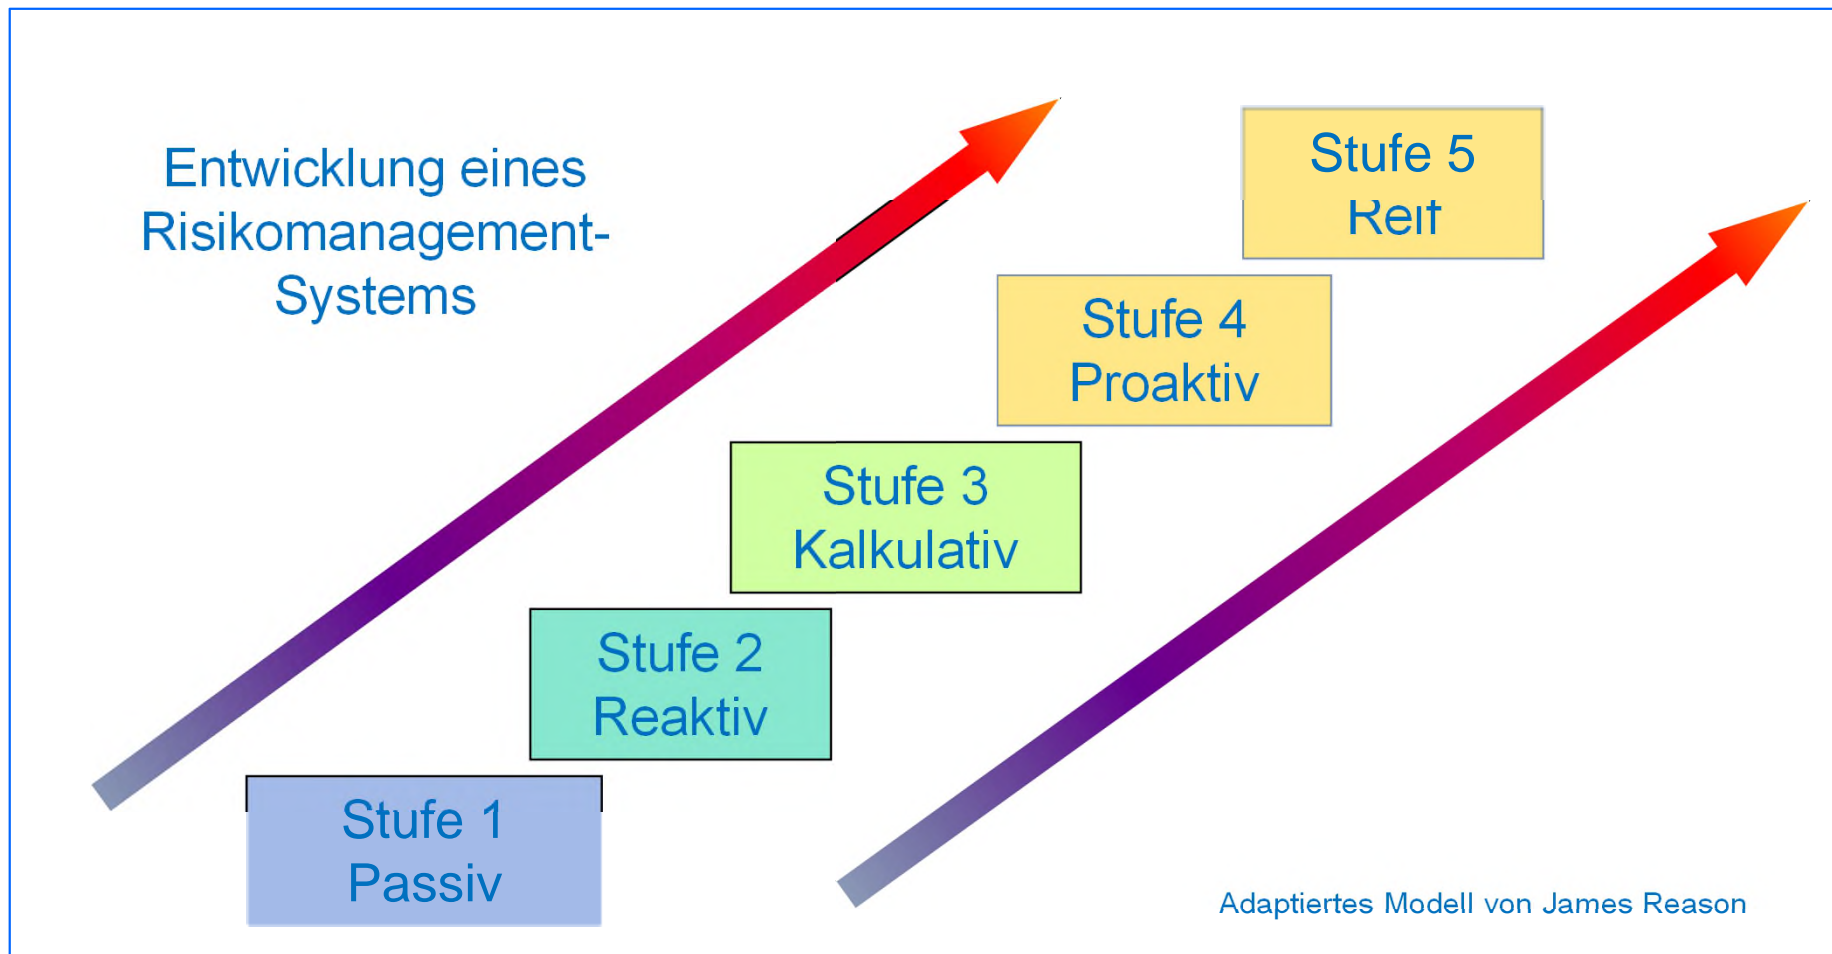 Entwicklung eines
Risikomanagement-
Systems
Stufe 5
Reif
Stufe 4
Proaktiv
Stufe 3
Kalkulativ
Stufe 2
Reaktiv
Stufe 1
Passiv
Adaptiertes Modell von James Reason